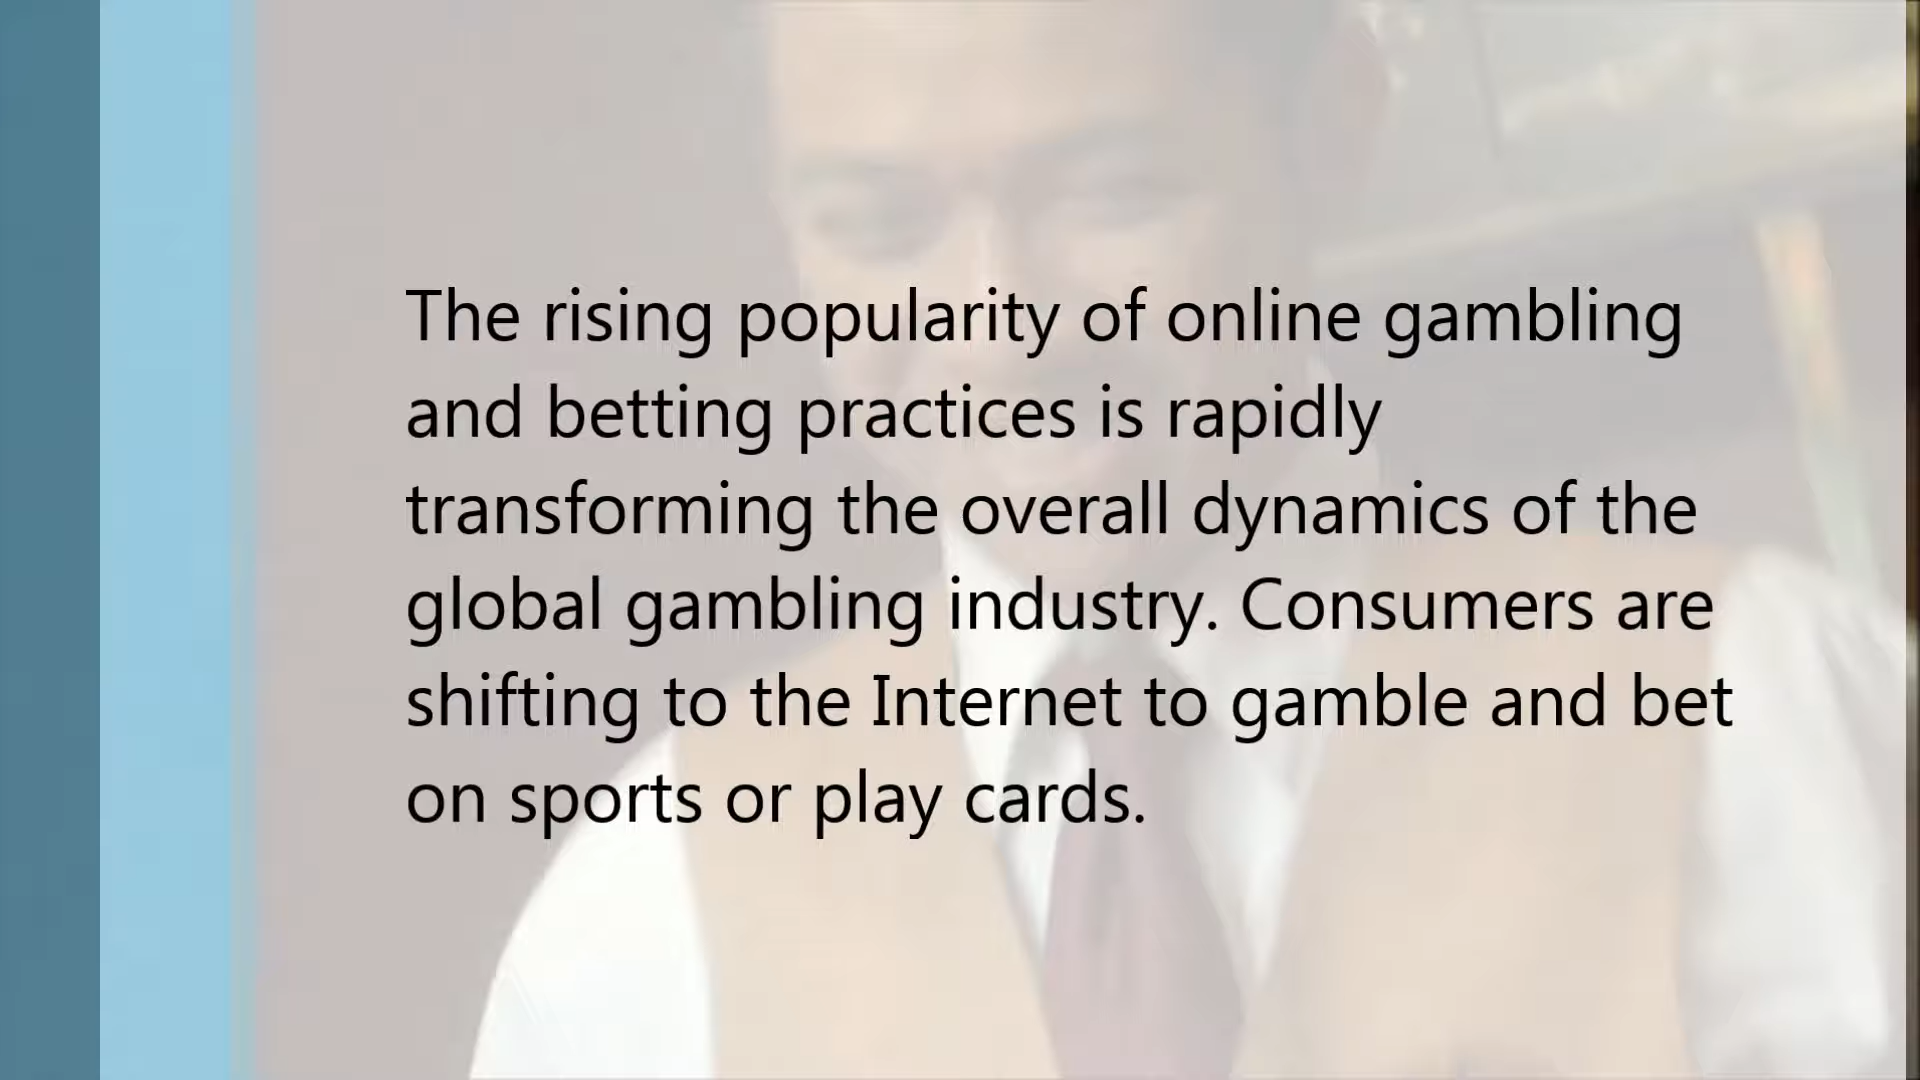 The rising popularity of online gambling
and betting practices is rapidly
transforming the overall dynamics of the
global gambling industry. Consumers are
shifting to the Internet to gamble and bet
on sports or play cards.